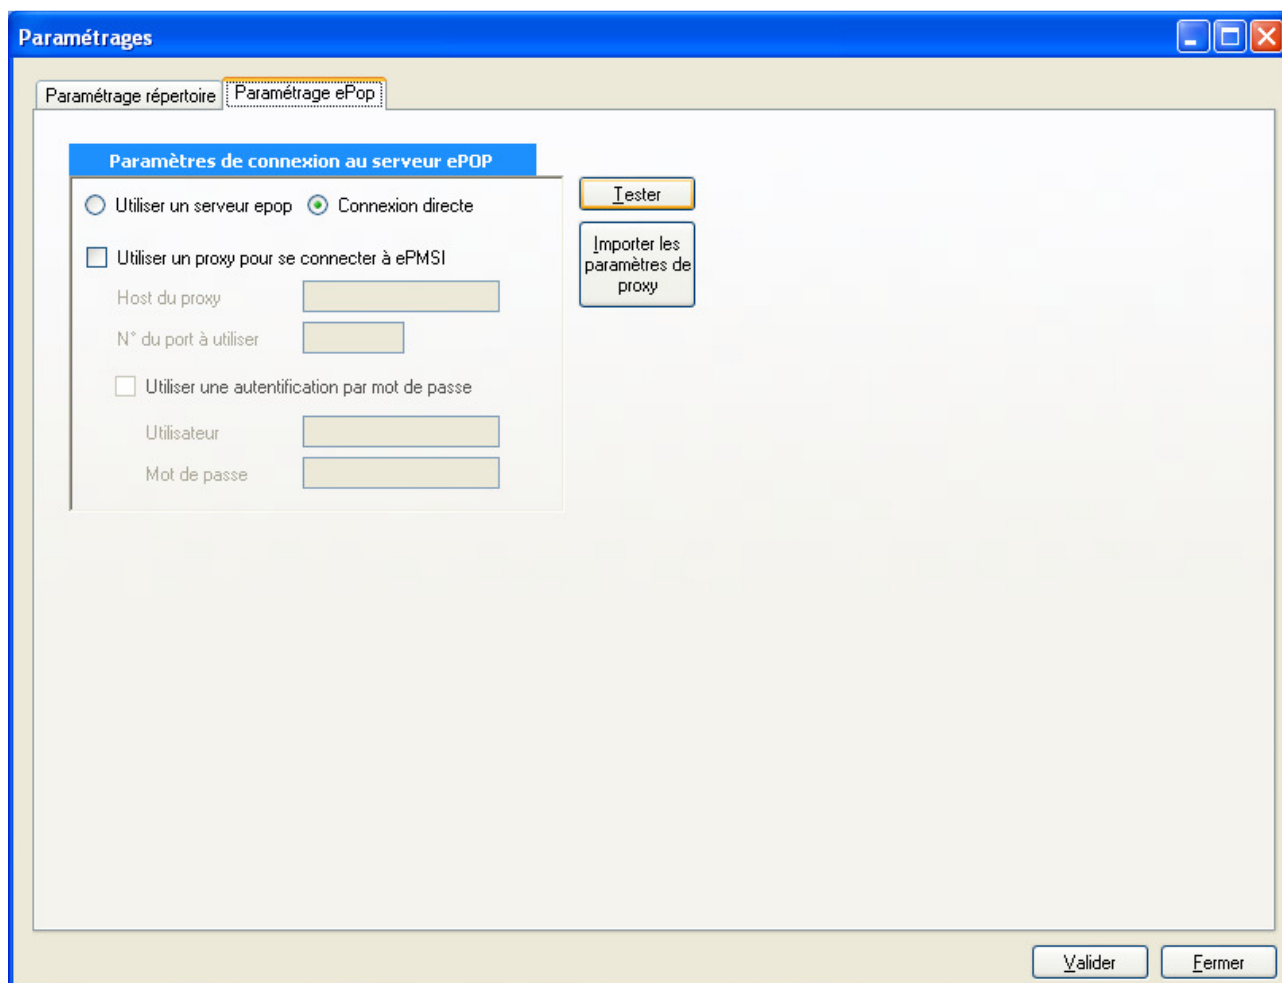 Paramétrages
Paramétrage répertoire
Paramétrage ePop
Paramètres de connexion au serveur ePOP
Utiliser un serveur epop
Connexion directe
Tester
Utiliser un proxy pour se connecter à ePMSI
Importer les
paramètres de
proxy
Host du proxy
N° du port à utiliser
Utiliser une autentification par mot de passe
Utilisateur
Mot de passe
Valider
Fermer